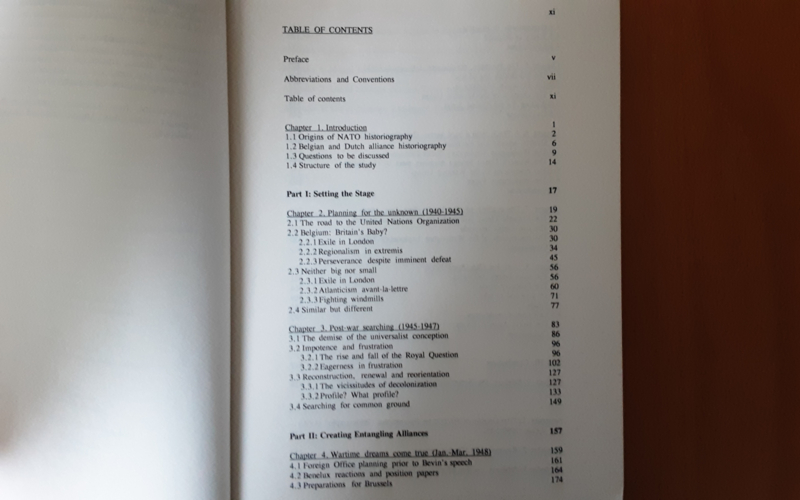 xi
TABLE OF CONTENTS
Preface v
Abbreviations and Conventions vii
Table of contents xi
Chapter 1. Introduction 1
1.1 Origins of NATO historiography 2
1.2 Belgian and Dutch alliance historiography 6
1.3 Questions to be discussed 9
1.4 Structure of the study 14
Part I: Setting the Stage 17
Chapter 2. Planning for the unknown (1940-1945) 19
2.1 The road to the United Nations Organization 22
2.2 Belgium: Britain's Baby? 30
2.2.1 Exile in London 30
2.2.2 Regionalism in extremis 34
2.2.3 Perseverance despite imminent defeat 45
2.3 Neither big nor small 56
2.3.1 Exile in London 56
2.3.2 Atlanticism avant-la-lettre 60
2.3.3 Fighting windmills 71
2.4 Similar but different 77
Chapter 3. Post-war searching (1945-1947) 83
3.1 The demise of the universalist conception 86
3.2 Impotence and frustration 96
3.2.1 The rise and fall of the Royal Question 96
3.2.2 Eagerness in frustration 102
3.3 Reconstruction, renewal and reorientation 127
3.3.1 The vicissitudes of decolonization 127
3.3.2 Profile? What profile? 133
3.4 Searching for common ground 149
Part II: Creating Entangling Alliances 157
Chapter 4. Wartime dreams come true (Jan.-Mar. 1948) 159
4.1 Foreign Office planning prior to Bevin's speech 161
4.2 Benelux reactions and position papers 164
4.3 Preparations for Brussels 174